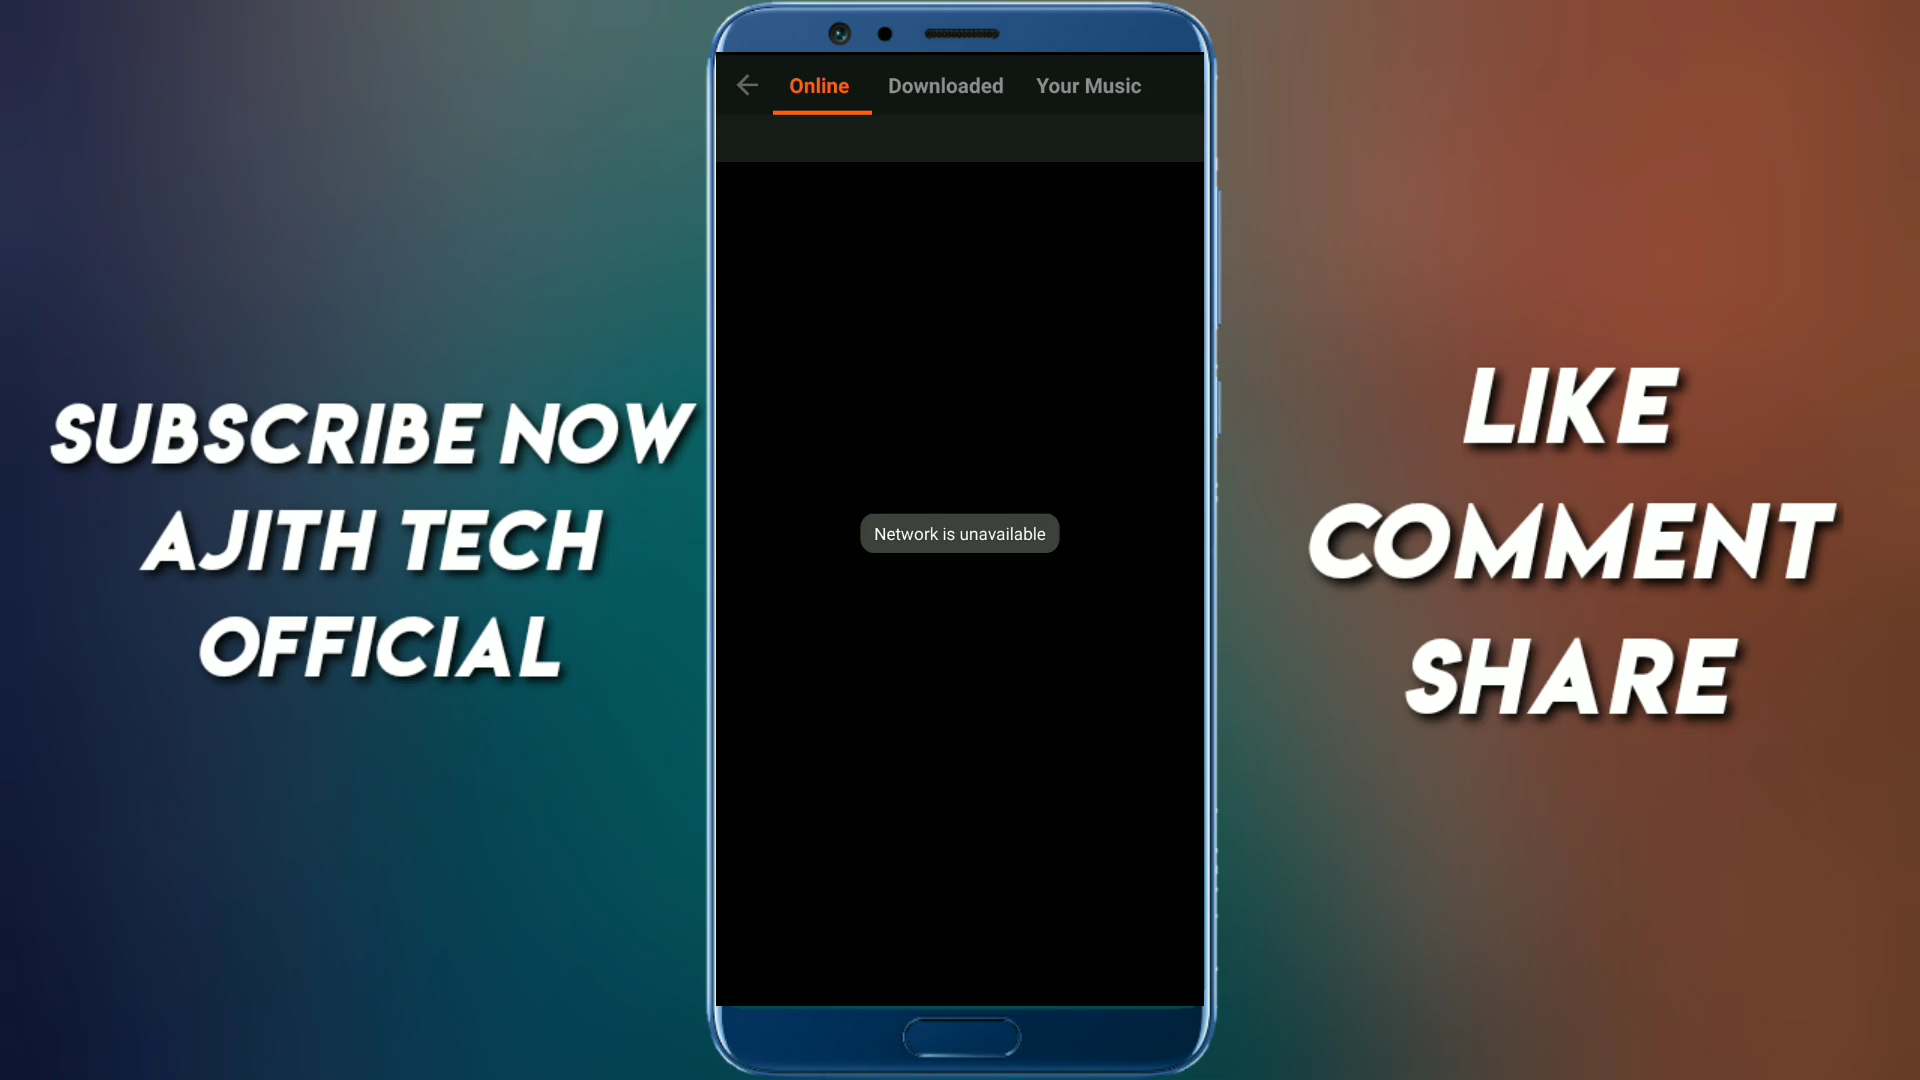 Online Downloaded Your Music
Network is unavailable
SUBSCRIBE NOW
AJITH TECH
OFFICIAL
LIKE
COMMENT
SHARE